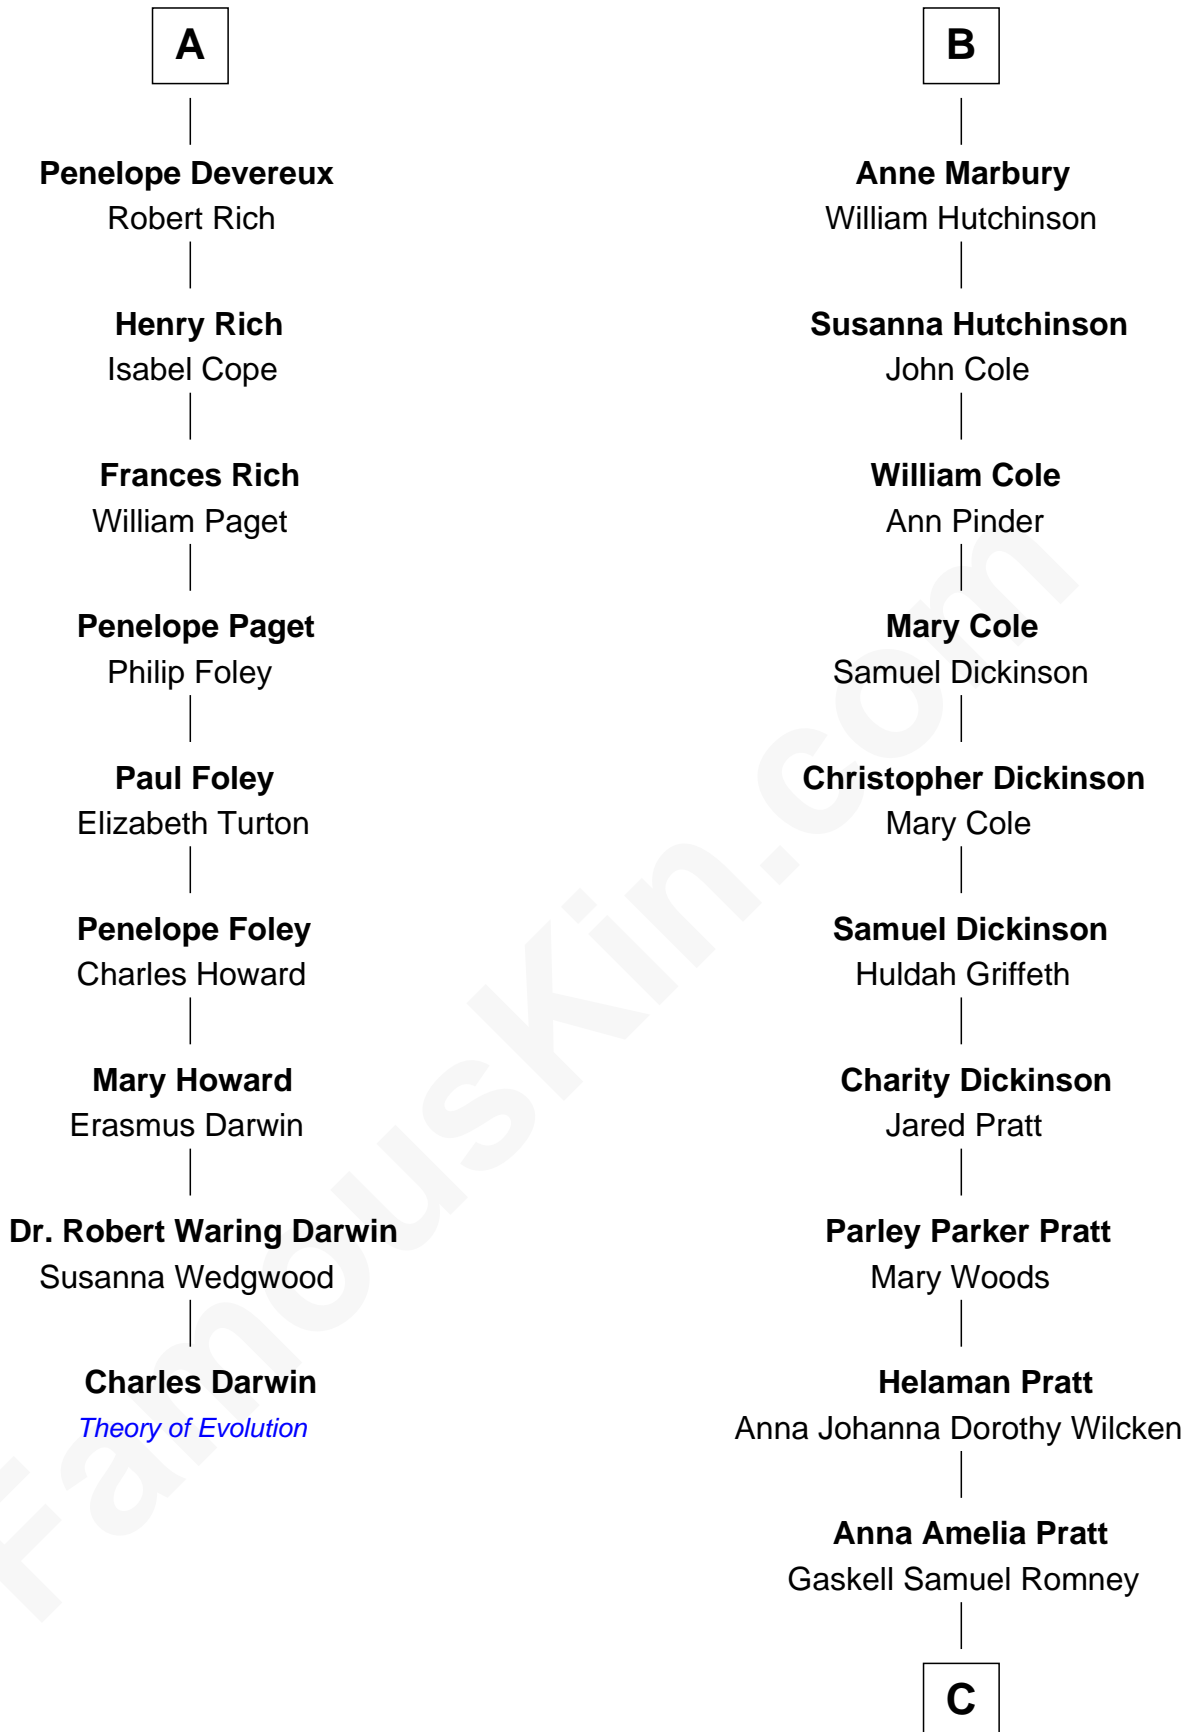 A
Penelope Devereux
Robert Rich
Henry Rich
Isabel Cope
Frances Rich
William Paget
Penelope Paget
Philip Foley
Paul Foley
Elizabeth Turton
Penelope Foley
Charles Howard
Mary Howard
Erasmus Darwin
Dr. Robert Waring Darwin
Susanna Wedgwood
Charles Darwin
Theory of Evolution
B
Anne Marbury
William Hutchinson
Susanna Hutchinson
John Cole
William Cole
Ann Pinder
Mary Cole
Samuel Dickinson
Christopher Dickinson
Mary Cole
Samuel Dickinson
Huldah Griffeth
Charity Dickinson
Jared Pratt
Parley Parker Pratt
Mary Woods
Helaman Pratt
Anna Johanna Dorothy Wilcken
Anna Amelia Pratt
Gaskell Samuel Romney
C
FamousKin.com